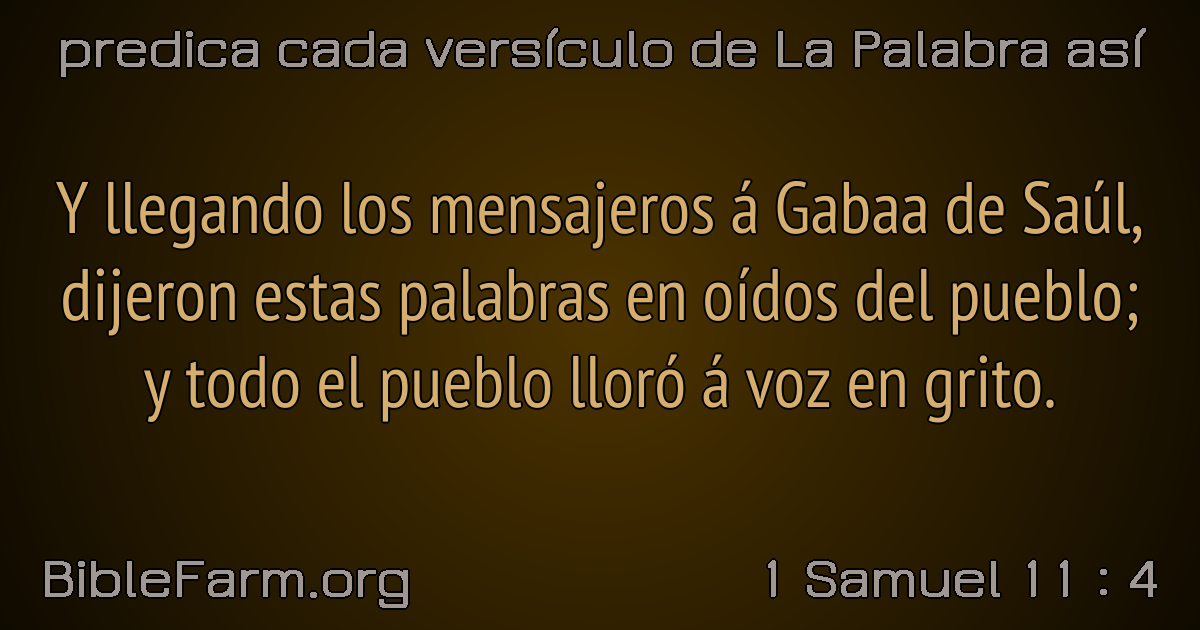 predica cada versículo de La Palabra así
Y llegando los mensajeros á Gabaa de Saúl,
dijeron estas palabras en oídos del pueblo;
y todo el pueblo lloró á voz en grito.
BibleFarm.org
1 Samuel 11 : 4